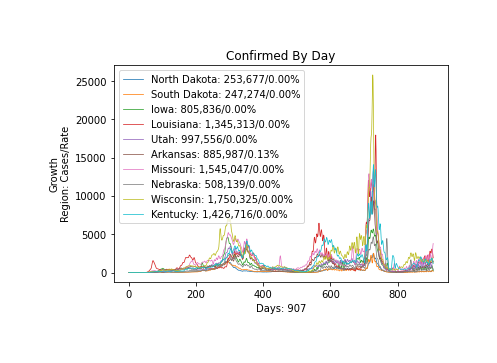 Confirmed By Day
25000
20000
15000
10000
5000
0
Growth
Region: Cases/Rate
North Dakota: 253,677/0.00%
South Dakota: 247,274/0.00%
Iowa: 805,836/0.00%
Louisiana: 1,345,313/0.00%
Utah: 997,556/0.00%
Arkansas: 885,987/0.13%
Missouri: 1,545,047/0.00%
Nebraska: 508,139/0.00%
Wisconsin: 1,750,325/0.00%
Kentucky: 1,426,716/0.00%
0 200 400 600 800
Days: 907